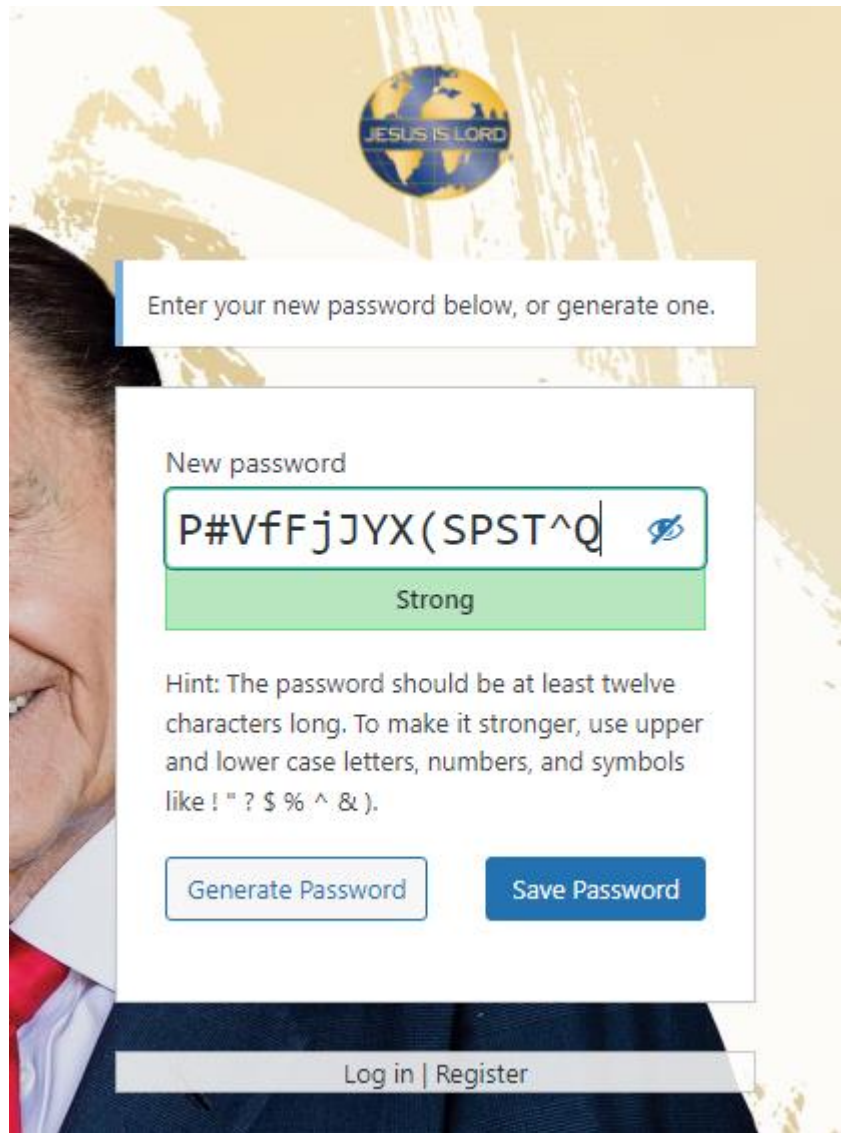 JESUS IS LORD
Enter your new password below, or generate one.
New password
P#VfFjJYX(SPST^Q
Strong
Hint: The password should be at least twelve
characters long. To make it stronger, use upper
and lower case letters, numbers, and symbols
like ! " ? $ % ^ & ).
Generate Password Save Password
Log in | Register